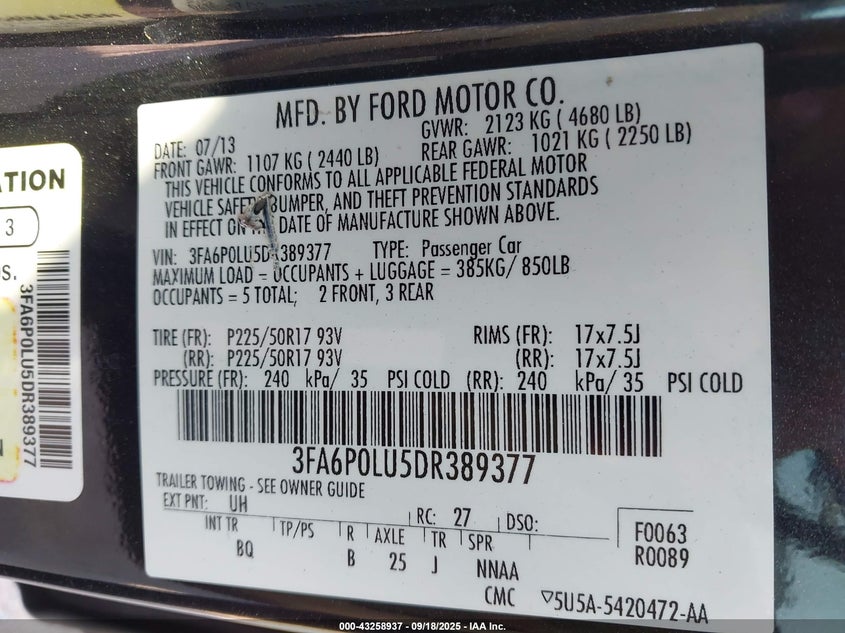 MFD. BY FORD MOTOR CO.
DATE: 07/13 GVWR: 2123 KG ( 4680 LB)
FRONT GAWR: 1107 KG ( 2440 LB) REAR GAWR: 1021 KG ( 2250 LB)
THIS VEHICLE CONFORMS TO ALL APPLICABLE FEDERAL MOTOR
VEHICLE SAFETY BUMPER, AND THEFT PREVENTION STANDARDS
IN EFFECT ON DATE OF MANUFACTURE SHOWN ABOVE.
VIN: 3FA6P0LU5DR389377 TYPE: Passenger Car
MAXIMUM LOAD = OCCUPANTS + LUGGAGE = 385KG/ 850LB
OCCUPANTS = 5 TOTAL; 2 FRONT, 3 REAR
TIRE (FR): P225/50R17 93V RIMS (FR): 17x7.5J
(RR): P225/50R17 93V (RR): 17x7.5J
PRESSURE (FR): 240 kPa/ 35 PSI COLD (RR): 240 kPa/ 35 PSI COLD
3FA6P0LU5DR389377
TRAILER TOWING - SEE OWNER GUIDE
EXT PNT: UH RC: 27 DSO: F0063
INT TR TP/PS R AXLE TR SPR R0089
BQ B 25 J NNAA
CMC ▽5U5A-5420472-AA
ATION
3
3FA6P0LU5DR389377
000-43258937 - 09/18/2025 - IAA Inc.